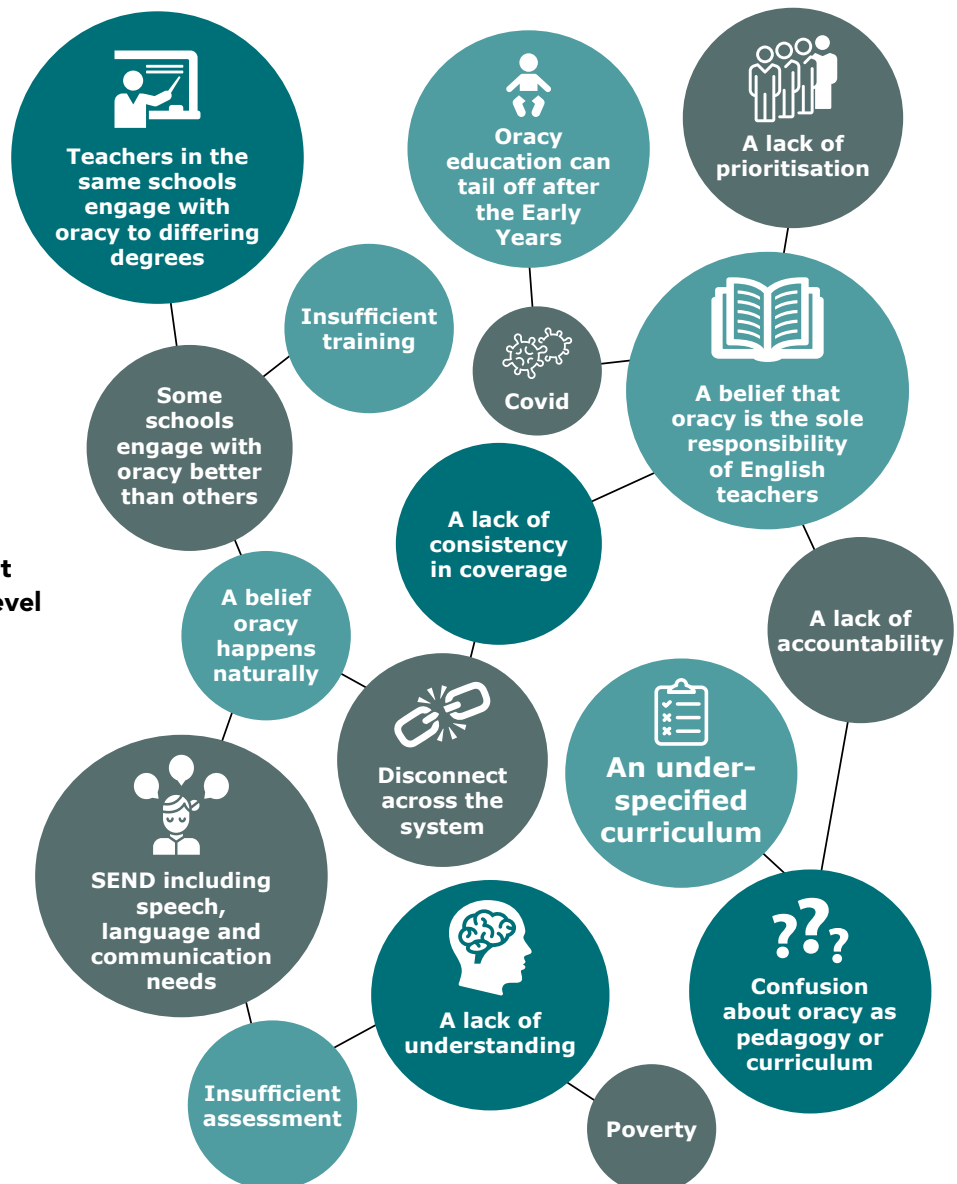 Teachers in the
same schools
engage with
oracy to differing
degrees
Oracy
education can
tail off after
the Early
Years
A lack of
prioritisation
Insufficient
training
Some
schools
engage with
oracy better
than others
Covid
A belief that
oracy is the sole
responsibility
of English
teachers
A lack of
consistency
in coverage
A belief
oracy
happens
naturally
A lack of
accountability
Disconnect
across the
system
An under-
specified
curriculum
SEND including
speech,
language and
communication
needs
A lack of
understanding
???
Confusion
about oracy as
pedagogy or
curriculum
Insufficient
assessment
Poverty